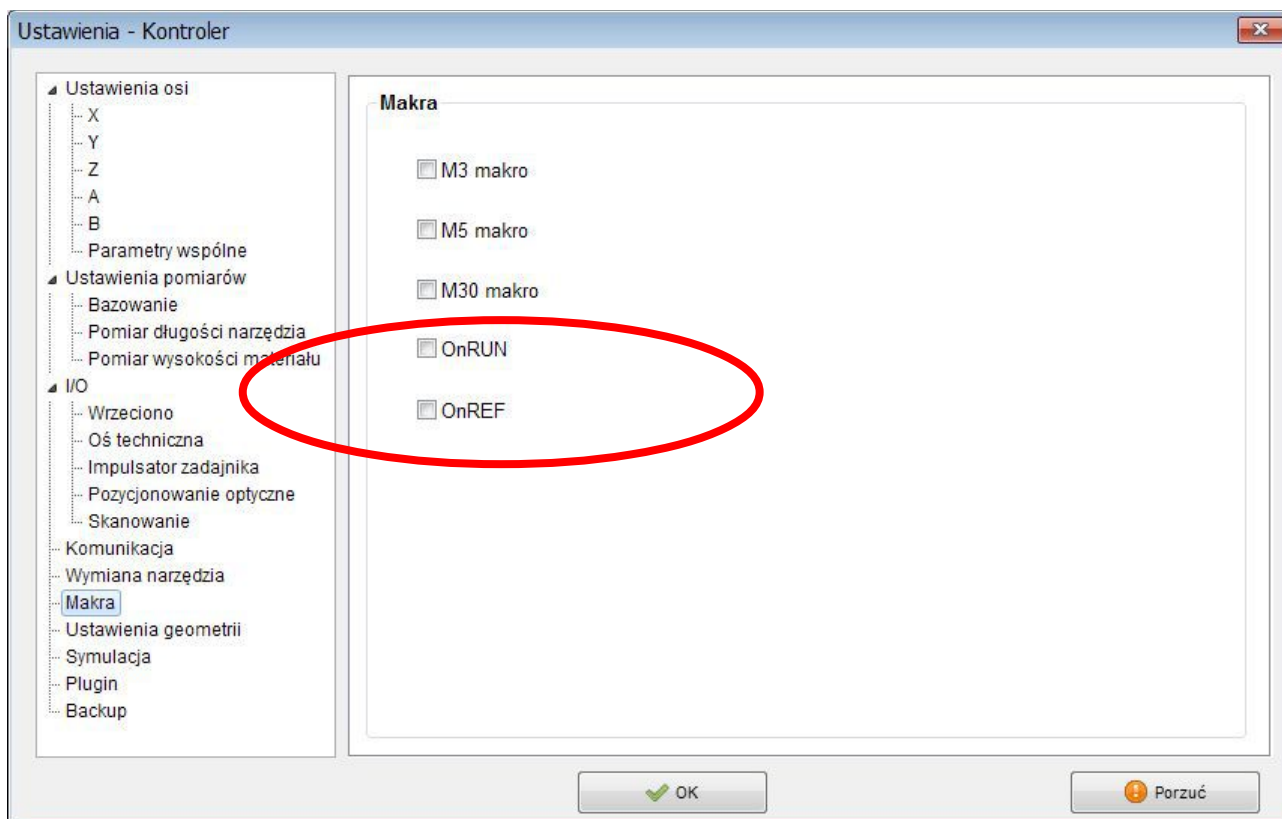 Ustawienia - Kontroler
Ustawienia osi
X
Y
Z
A
B
Parametry wspólne
Ustawienia pomiarów
Bazowanie
Pomiar długości narzędzia
Pomiar wysokości materiału
I/O
Wrzeciono
Oś techniczna
Impulsator zadajnika
Pozycjonowanie optyczne
Skanowanie
Komunikacja
Wymiana narzędzia
Makra
Ustawienia geometrii
Symulacja
Plugin
Backup
Makra
M3 makro
M5 makro
M30 makro
OnRUN
OnREF
OK
Porzuć